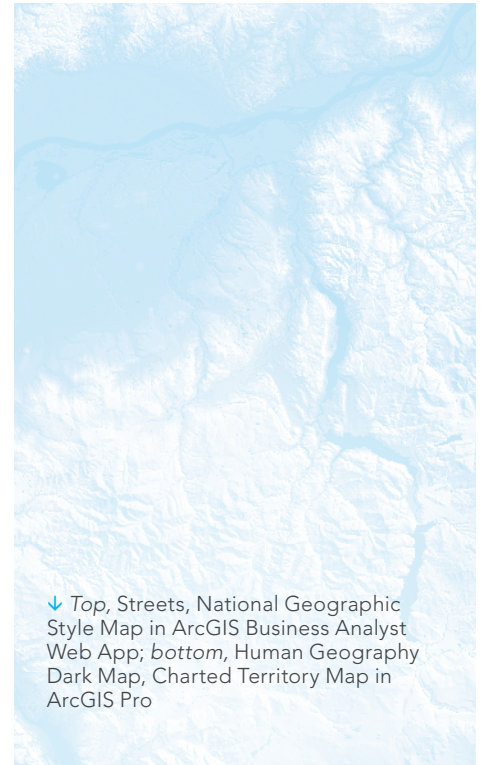 ↓ Top, Streets, National Geographic
Style Map in ArcGIS Business Analyst
Web App; bottom, Human Geography
Dark Map, Charted Territory Map in
ArcGIS Pro